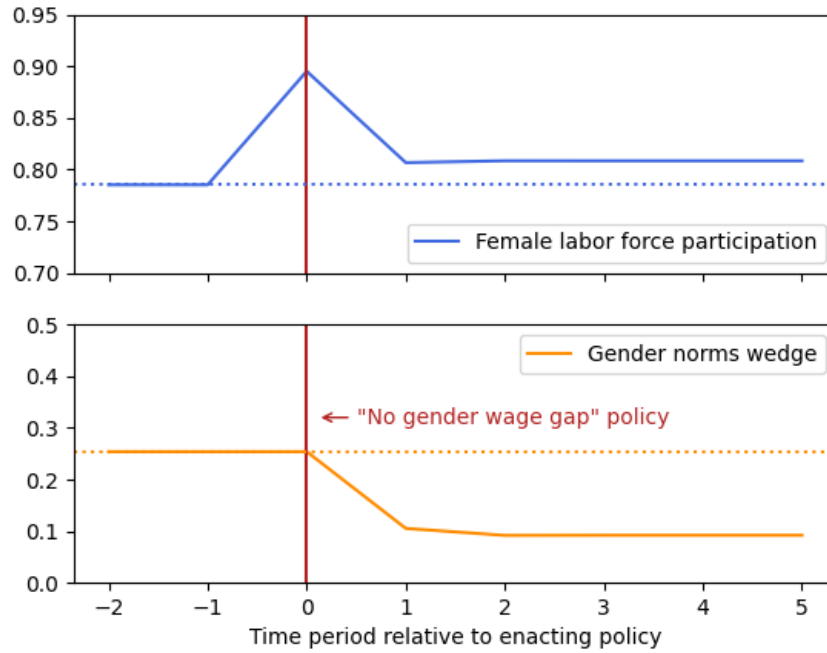 0.95
0.90
0.85
0.80
0.75
0.70
Female labor force participation
0.5
0.4
0.3
0.2
0.1
0.0
Gender norms wedge
← "No gender wage gap" policy
−2 −1 0 1 2 3 4 5
Time period relative to enacting policy